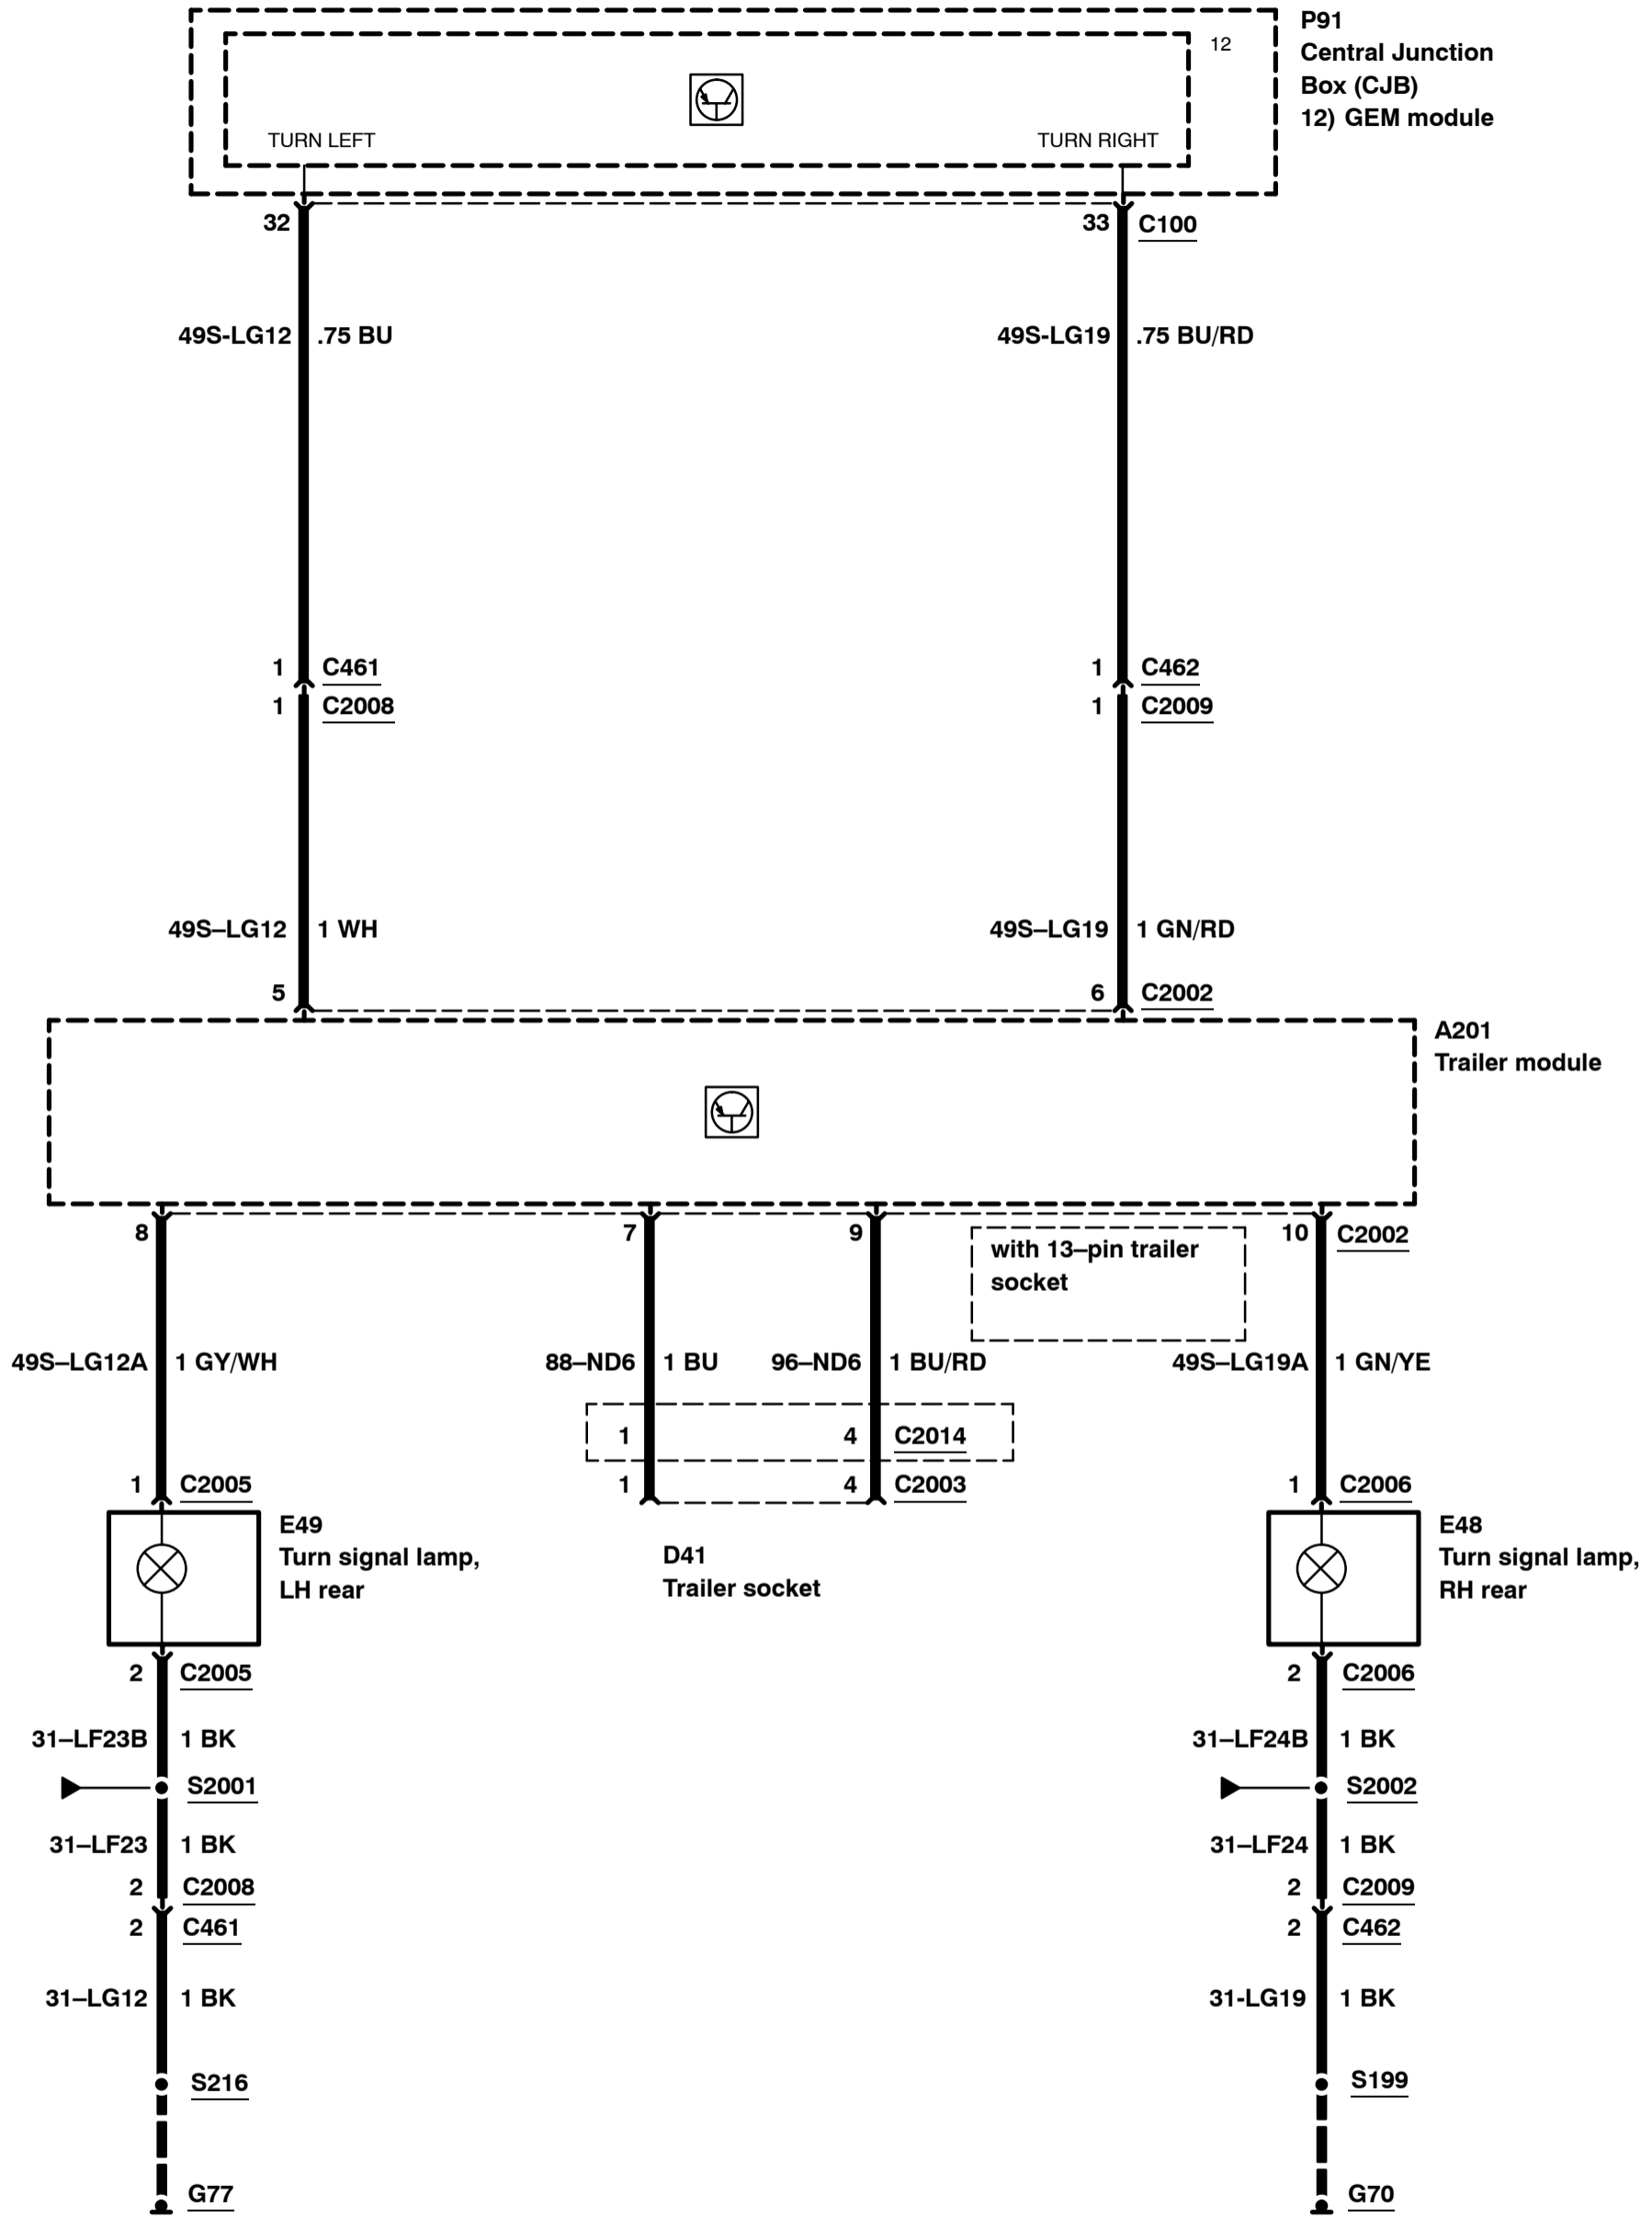 P91
Central Junction
Box (CJB)
12) GEM module
12
TURN LEFT
TURN RIGHT
32
33
C100
49S-LG12
.75 BU
49S-LG19
.75 BU/RD
1
C461
1
C462
1
C2008
1
C2009
49S–LG12
1 WH
49S–LG19
1 GN/RD
5
6
C2002
A201
Trailer module
8
7
9
10
C2002
with 13–pin trailer
socket
49S–LG12A
1 GY/WH
88–ND6
1 BU
96–ND6
1 BU/RD
49S–LG19A
1 GN/YE
1
4
C2014
1
C2005
1
4
C2003
1
C2006
E49
Turn signal lamp,
LH rear
D41
Trailer socket
E48
Turn signal lamp,
RH rear
2
C2005
2
C2006
31–LF23B
1 BK
31–LF24B
1 BK
S2001
S2002
31–LF23
1 BK
31–LF24
1 BK
2
C2008
2
C2009
2
C461
2
C462
31–LG12
1 BK
31-LG19
1 BK
S216
S199
G77
G70